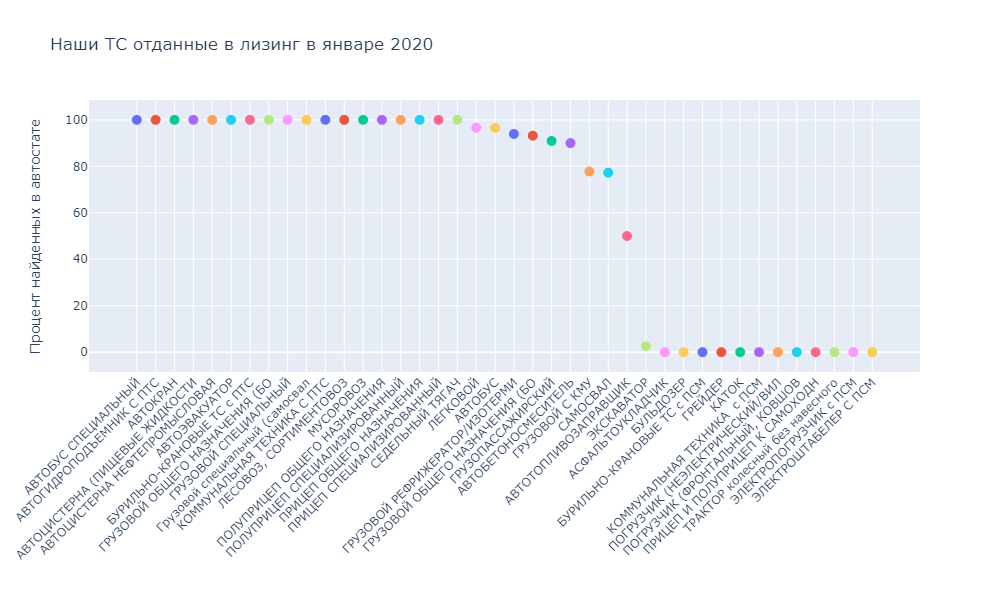 Наши ТС отданные в лизинг в январе 2020
Процент найденных в автостате
100
80
60
40
20
0
АВТОБУС СПЕЦИАЛЬНЫЙ
АВТОГИДРОПОДЪЕМНИК С ПТС
АВТОКРАН
АВТОЦИСТЕРНА (ПИЩЕВЫЕ ЖИДКОСТИ
АВТОЦИСТЕРНА НЕФТЕПРОМЫСЛОВАЯ
АВТОЭВАКУАТОР
БУРИЛЬНО-КРАНОВЫЕ ТС с ПТС
ГРУЗОВОЙ ОБЩЕГО НАЗНАЧЕНИЯ (БО
ГРУЗОВОЙ СПЕЦИАЛЬНЫЙ
Грузовой специальный (самосвал
КОММУНАЛЬНАЯ ТЕХНИКА с ПТС
ЛЕСОВОЗ, СОРТИМЕНТОВОЗ
МУСОРОВОЗ
ПОЛУПРИЦЕП ОБЩЕГО НАЗНАЧЕНИЯ
ПОЛУПРИЦЕП СПЕЦИАЛИЗИРОВАННЫЙ
ПРИЦЕП ОБЩЕГО НАЗНАЧЕНИЯ
ПРИЦЕП СПЕЦИАЛИЗИРОВАННЫЙ
СЕДЕЛЬНЫЙ ТЯГАЧ
ЛЕГКОВОЙ
АВТОБУС
ГРУЗОВОЙ РЕФРИЖЕРАТОР/ИЗОТЕРМИ
ГРУЗОВОЙ ОБЩЕГО НАЗНАЧЕНИЯ (БО
ГРУЗОПАССАЖИРСКИЙ
АВТОБЕТОНОСМЕСИТЕЛЬ
ГРУЗОВОЙ С КМУ
САМОСВАЛ
АВТОТОПЛИВОЗАПРАВЩИК
ЭКСКАВАТОР
АСФАЛЬТОУКЛАДЧИК
БУЛЬДОЗЕР
БУРИЛЬНО-КРАНОВЫЕ ТС с ПСМ
ГРЕЙДЕР
КАТОК
КОММУНАЛЬНАЯ ТЕХНИКА с ПСМ
ПОГРУЗЧИК (НЕЭЛЕКТРИЧЕСКИЙ/ВИЛ
ПОГРУЗЧИК (ФРОНТАЛЬНЫЙ, КОВШОВ
ПРИЦЕП И ПОЛУПРИЦЕП К САМОХОДН
ТРАКТОР колесный без навесного
ЭЛЕКТРОПОГРУЗЧИК с ПСМ
ЭЛЕКТРОШТАБЕЛЕР С ПСМ